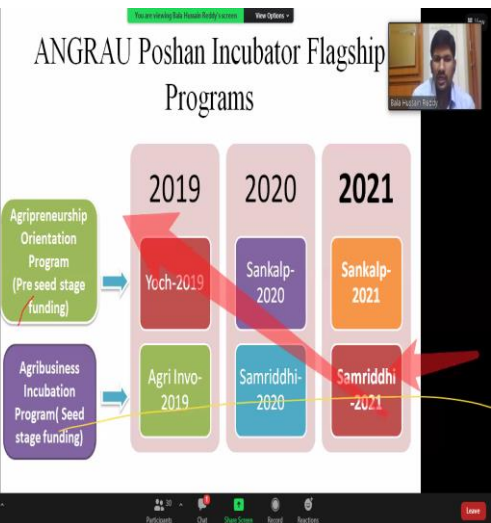 You are viewing Bala Hussain Reddy's screen
View Options
ANGRAU Poshan Incubator Flagship
Programs
Bala Hussain Reddy
2019
2020
2021
Agripreneurship
Orientation
Program
(Pre seed stage
funding)
Yoch-2019
Sankalp-
2020
Sankalp-
2021
Agribusiness
Incubation
Program( Seed
stage funding)
Agri Invo-
2019
Samriddhi-
2020
Samriddhi
-2021
30
Participants
Chat
Share Screen
Record
Reactions
Leave